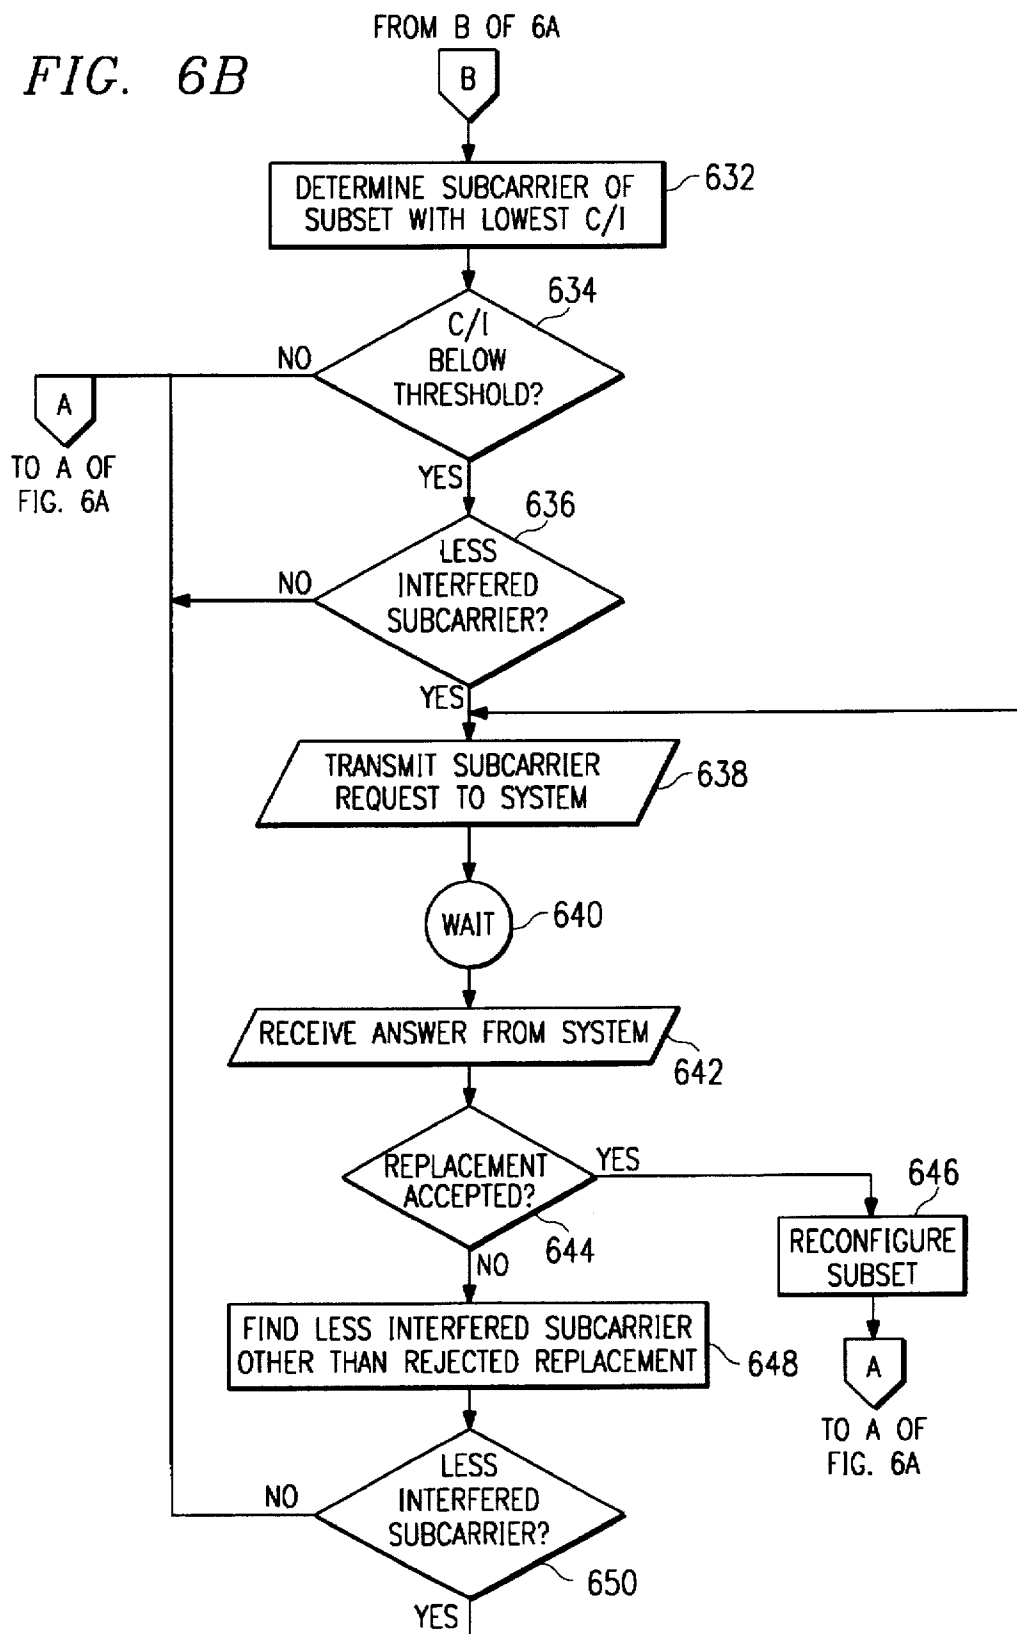 FROM B OF 6A
FIG. 6B
B
DETERMINE SUBCARRIER OF
SUBSET WITH LOWEST C/I
632
634
C/I
BELOW
THRESHOLD?
NO
A
TO A OF
FIG. 6A
YES
636
LESS
INTERFERED
SUBCARRIER?
NO
YES
TRANSMIT SUBCARRIER
REQUEST TO SYSTEM
638
WAIT
640
RECEIVE ANSWER FROM SYSTEM
642
REPLACEMENT
ACCEPTED?
YES
644
646
RECONFIGURE
SUBSET
NO
FIND LESS INTERFERED SUBCARRIER
OTHER THAN REJECTED REPLACEMENT
648
A
TO A OF
FIG. 6A
LESS
INTERFERED
SUBCARRIER?
NO
650
YES